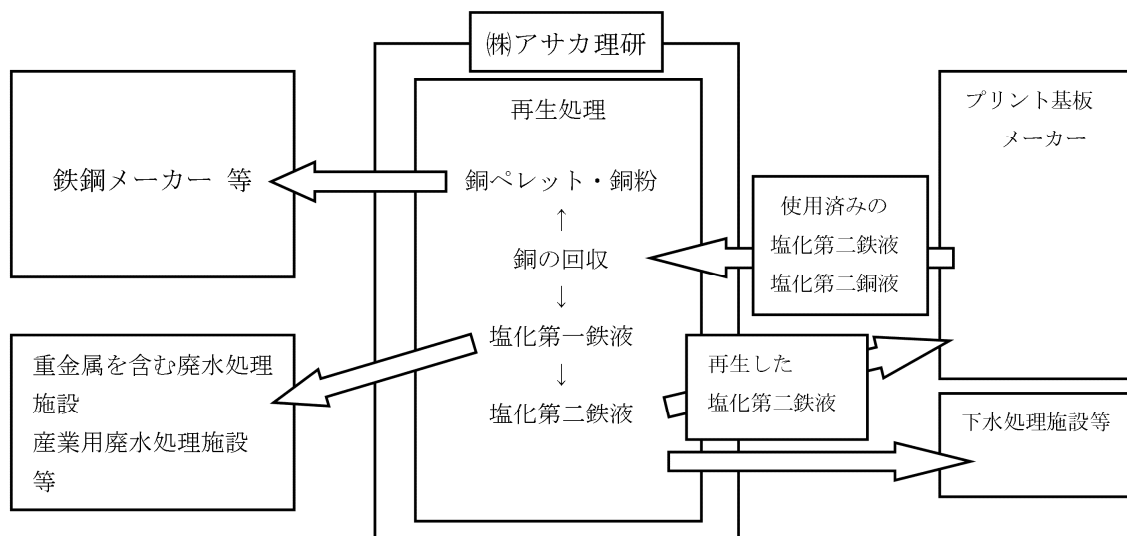 ㈱アサカ理研
再生処理
銅ペレット・銅粉
↑
銅の回収
↓
塩化第一鉄液
↓
塩化第二鉄液
鉄鋼メーカー 等
重金属を含む廃水処理
施設
産業用廃水処理施設
等
プリント基板
メーカー
使用済みの
塩化第二鉄液
塩化第二銅液
再生した
塩化第二鉄液
下水処理施設等